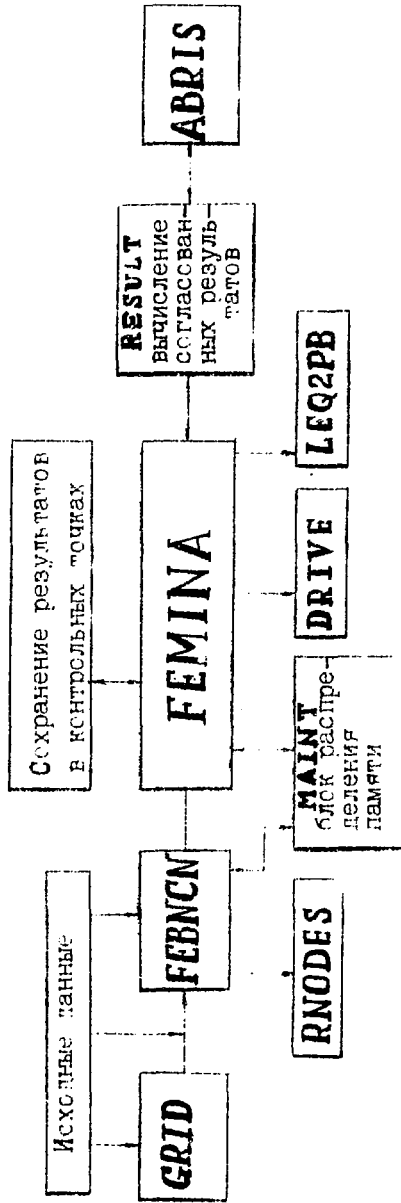 Исходные данные
Сохранение результатов
в контрольных точках
GRID
FEBNCN
FEMINA
RESULT
вычисление
согласован-
ных резуль-
татов
ABRIS
RNODES
MAINT
блок распре-
деления
памяти
DRIVE
LEQ2PB